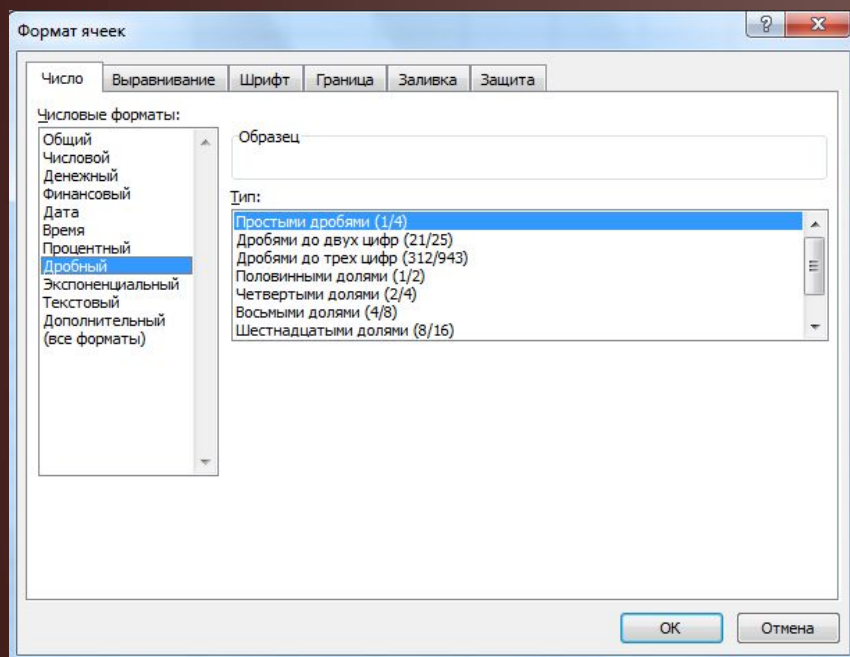 Формат ячеек
Число Выравнивание Шрифт Граница Заливка Защита
Числовые форматы:
Общий
Числовой
Денежный
Финансовый
Дата
Время
Процентный
Дробный
Экспоненциальный
Текстовый
Дополнительный
(все форматы)
Образец
Тип:
Простыми дробями (1/4)
Дробями до двух цифр (21/25)
Дробями до трех цифр (312/943)
Половинными долями (1/2)
Четвертыми долями (2/4)
Восьмыми долями (4/8)
Шестнадцатыми долями (8/16)
ОК Отмена